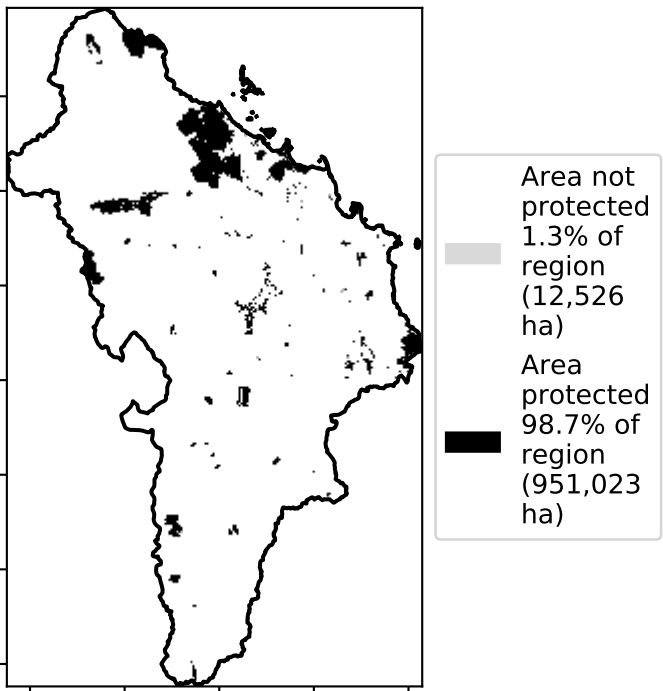 Area not
protected
1.3% of
region
(12,526
ha)
Area
protected
98.7% of
region
(951,023
ha)